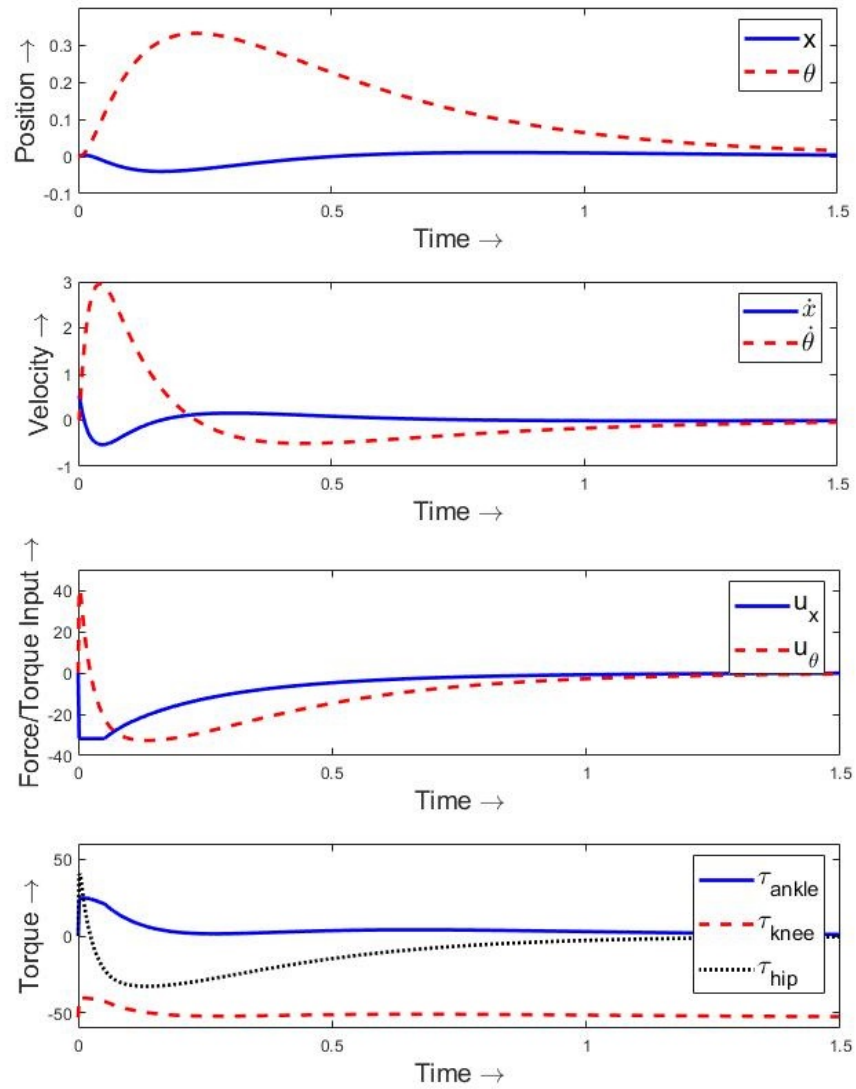 0.3
0.2
0.1
0
-0.1
Position →
x
θ
0 0.5 1 1.5
Time →
3
2
1
0
-1
Velocity →
ẋ
θ̇
0 0.5 1 1.5
Time →
40
20
0
-20
-40
Force/Torque Input →
u_x
u_θ
0 0.5 1 1.5
Time →
50
0
-50
Torque →
τ_ankle
τ_knee
τ_hip
0 0.5 1 1.5
Time →